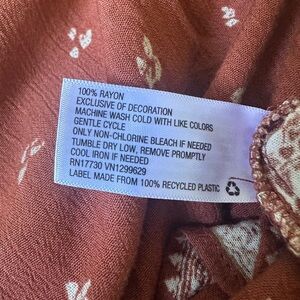 100% RAYON
EXCLUSIVE OF DECORATION
MACHINE WASH COLD WITH LIKE COLORS
GENTLE CYCLE
ONLY NON-CHLORINE BLEACH IF NEEDED
TUMBLE DRY LOW, REMOVE PROMPTLY
COOL IRON IF NEEDED
RN17730 VN1299629
LABEL MADE FROM 100% RECYCLED PLASTIC